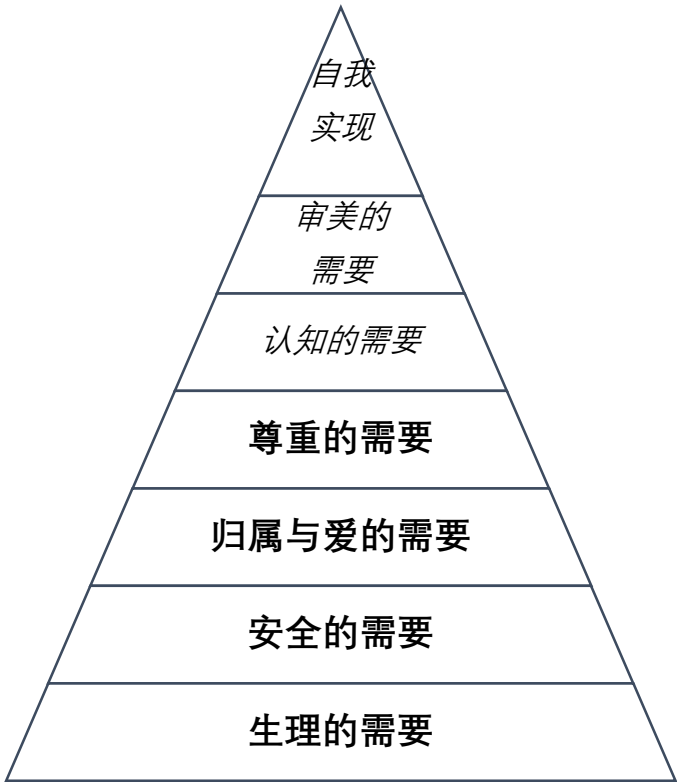 自我
实现
审美的
需要
认知的需要
尊重的需要
归属与爱的需要
安全的需要
生理的需要